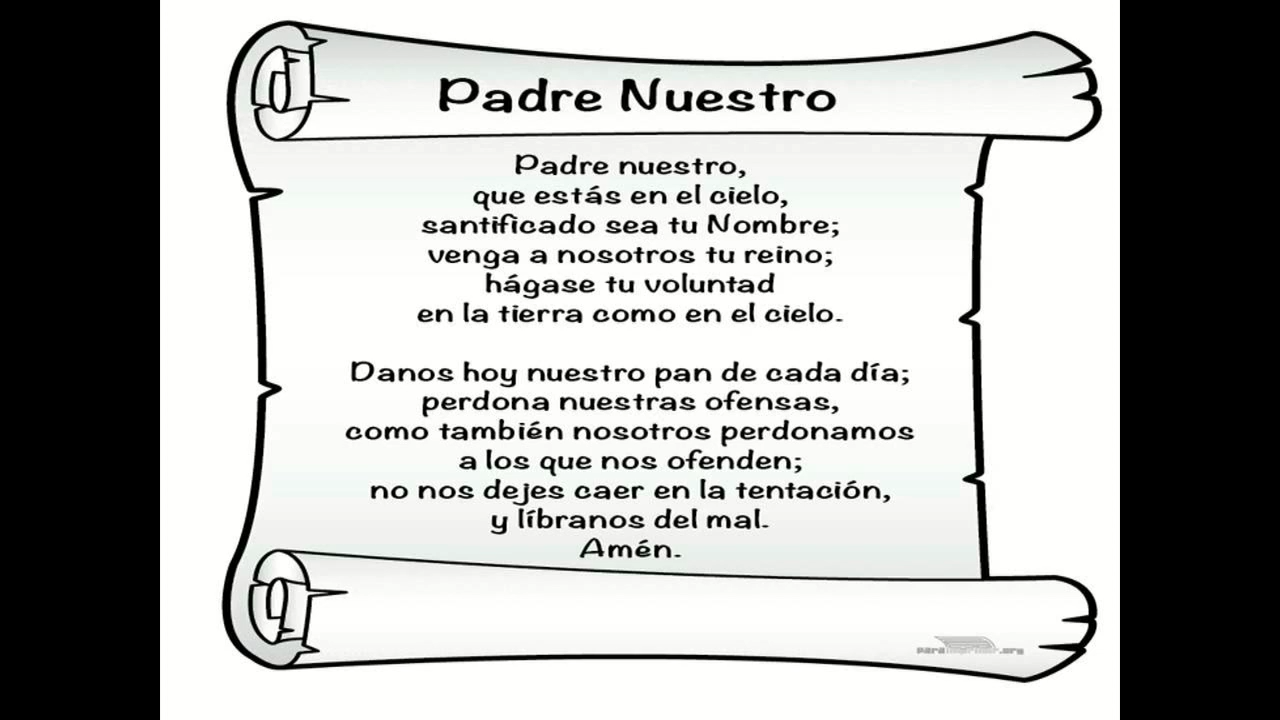 Padre Nuestro
Padre nuestro,
que estás en el cielo,
santificado sea tu Nombre;
venga a nosotros tu reino;
hágase tu voluntad
en la tierra como en el cielo.
Danos hoy nuestro pan de cada día;
perdona nuestras ofensas,
como también nosotros perdonamos
a los que nos ofenden;
no nos dejes caer en la tentación,
y líbranos del mal.
Amén.